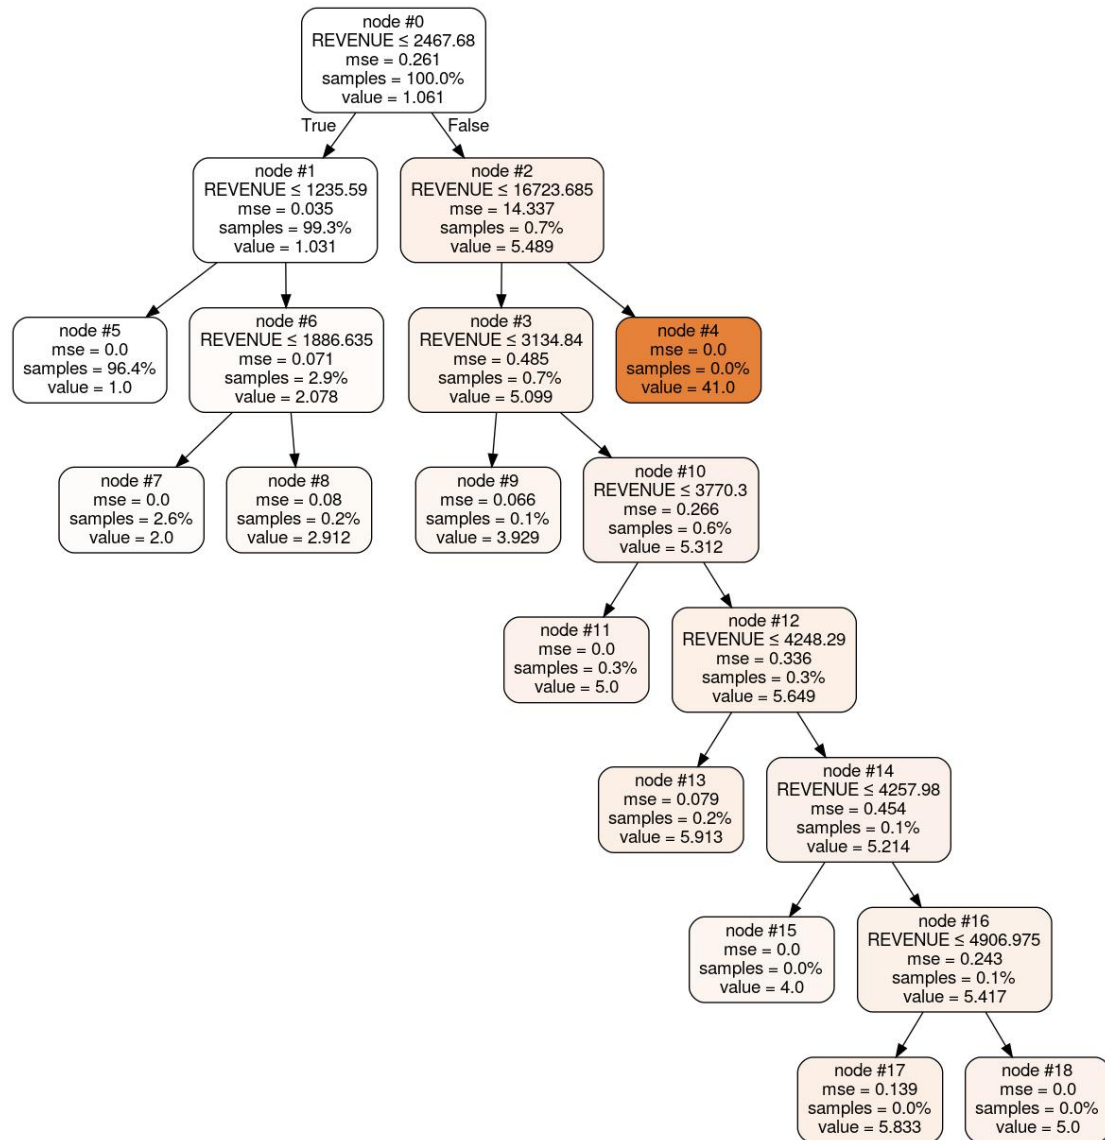 node #0
REVENUE ≤ 2467.68
mse = 0.261
samples = 100.0%
value = 1.061
True
False
node #1
REVENUE ≤ 1235.59
mse = 0.035
samples = 99.3%
value = 1.031
node #2
REVENUE ≤ 16723.685
mse = 14.337
samples = 0.7%
value = 5.489
node #5
mse = 0.0
samples = 96.4%
value = 1.0
node #6
REVENUE ≤ 1886.635
mse = 0.071
samples = 2.9%
value = 2.078
node #3
REVENUE ≤ 3134.84
mse = 0.485
samples = 0.7%
value = 5.099
node #4
mse = 0.0
samples = 0.0%
value = 41.0
node #7
mse = 0.0
samples = 2.6%
value = 2.0
node #8
mse = 0.08
samples = 0.2%
value = 2.912
node #9
mse = 0.066
samples = 0.1%
value = 3.929
node #10
REVENUE ≤ 3770.3
mse = 0.266
samples = 0.6%
value = 5.312
node #11
mse = 0.0
samples = 0.3%
value = 5.0
node #12
REVENUE ≤ 4248.29
mse = 0.336
samples = 0.3%
value = 5.649
node #13
mse = 0.079
samples = 0.2%
value = 5.913
node #14
REVENUE ≤ 4257.98
mse = 0.454
samples = 0.1%
value = 5.214
node #15
mse = 0.0
samples = 0.0%
value = 4.0
node #16
REVENUE ≤ 4906.975
mse = 0.243
samples = 0.1%
value = 5.417
node #17
mse = 0.139
samples = 0.0%
value = 5.833
node #18
mse = 0.0
samples = 0.0%
value = 5.0